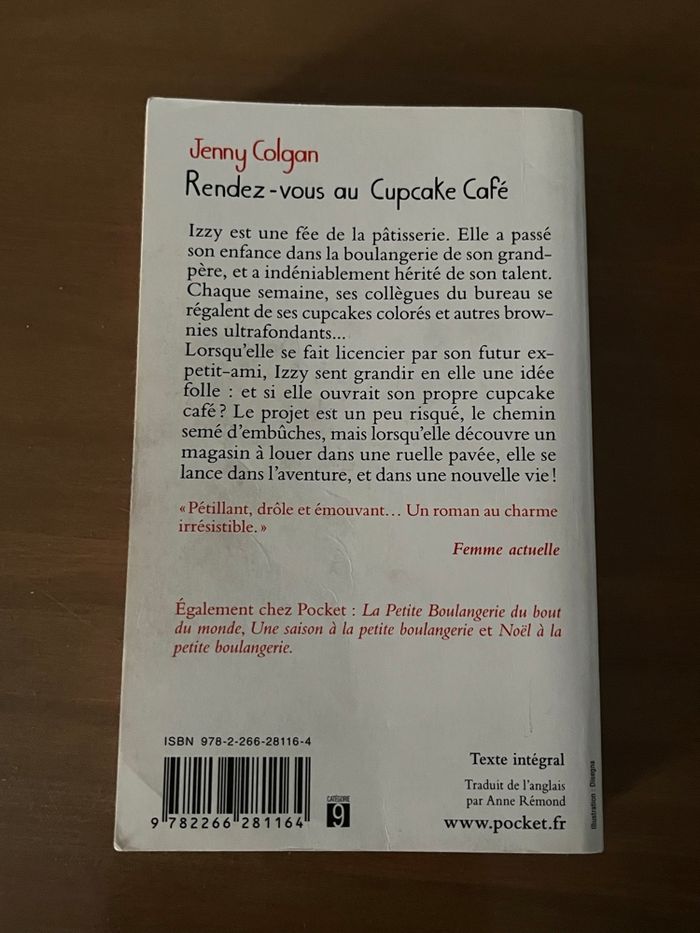 Jenny Colgan
Rendez-vous au Cupcake Café
Izzy est une fée de la pâtisserie. Elle a passé
son enfance dans la boulangerie de son grand-
père, et a indéniablement hérité de son talent.
Chaque semaine, ses collègues du bureau se
régalent de ses cupcakes colorés et autres brow-
nies ultrafondants...
Lorsqu'elle se fait licencier par son futur ex-
petit-ami, Izzy sent grandir en elle une idée
folle : et si elle ouvrait son propre cupcake
café ? Le projet est un peu risqué, le chemin
semé d'embûches, mais lorsqu'elle découvre un
magasin à louer dans une ruelle pavée, elle se
lance dans l'aventure, et dans une nouvelle vie !
« Pétillant, drôle et émouvant... Un roman au charme
irrésistible. »
Femme actuelle
Également chez Pocket : La Petite Boulangerie du bout
du monde, Une saison à la petite boulangerie et Noël à la
petite boulangerie.
ISBN 978-2-266-28116-4
9 782266 281164
CATÉGORIE
9
Texte intégral
Traduit de l'anglais
par Anne Rémond
www.pocket.fr
Illustration : Diisegna